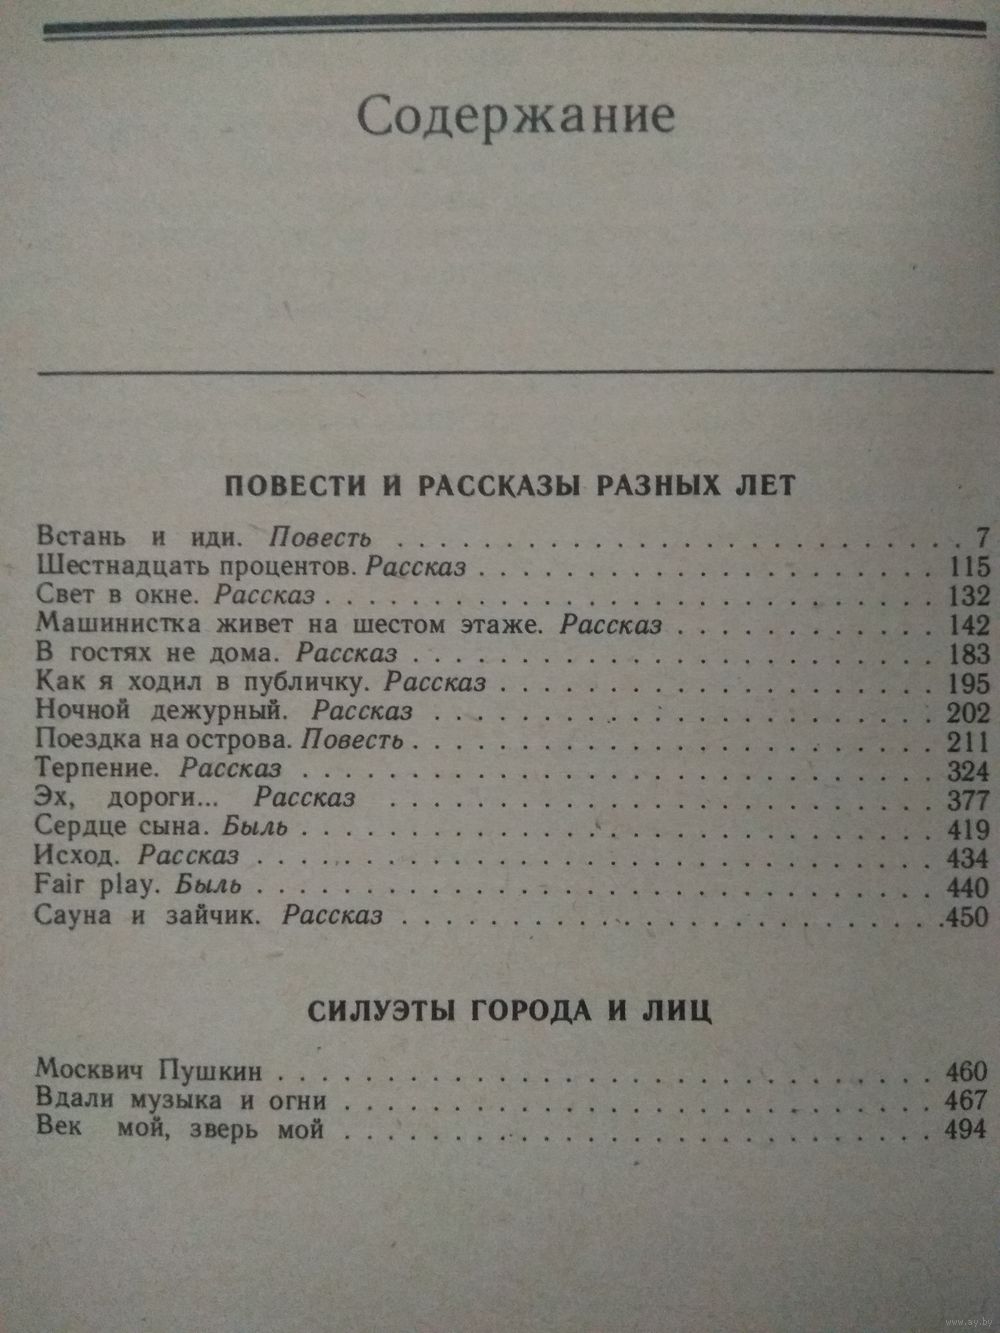 Содержание
ПОВЕСТИ И РАССКАЗЫ РАЗНЫХ ЛЕТ
Встань и иди. Повесть . . . . . . . . . . . . . . . . . . . . 7
Шестнадцать процентов. Рассказ . . . . . . . . . . . . . . . . 115
Свет в окне. Рассказ . . . . . . . . . . . . . . . . . . . . . 132
Машинистка живет на шестом этаже. Рассказ . . . . . . . . . 142
В гостях не дома. Рассказ . . . . . . . . . . . . . . . . . . 183
Как я ходил в публичку. Рассказ . . . . . . . . . . . . . . . 195
Ночной дежурный. Рассказ . . . . . . . . . . . . . . . . . . 202
Поездка на острова. Повесть . . . . . . . . . . . . . . . . . . 211
Терпение. Рассказ . . . . . . . . . . . . . . . . . . . . . . 324
Эх, дороги... Рассказ . . . . . . . . . . . . . . . . . . . 377
Сердце сына. Быль . . . . . . . . . . . . . . . . . . . . . . 419
Исход. Рассказ . . . . . . . . . . . . . . . . . . . . . . . 434
Fair play. Быль . . . . . . . . . . . . . . . . . . . . . . . 440
Сауна и зайчик. Рассказ . . . . . . . . . . . . . . . . . . .450
СИЛУЭТЫ ГОРОДА И ЛИЦ
Москвич Пушкин . . . . . . . . . . . . . . . . . . . . . . . 460
Вдали музыка и огни . . . . . . . . . . . . . . . . . . . . 467
Век мой, зверь мой . . . . . . . . . . . . . . . . . . . . 494
www.ay.by